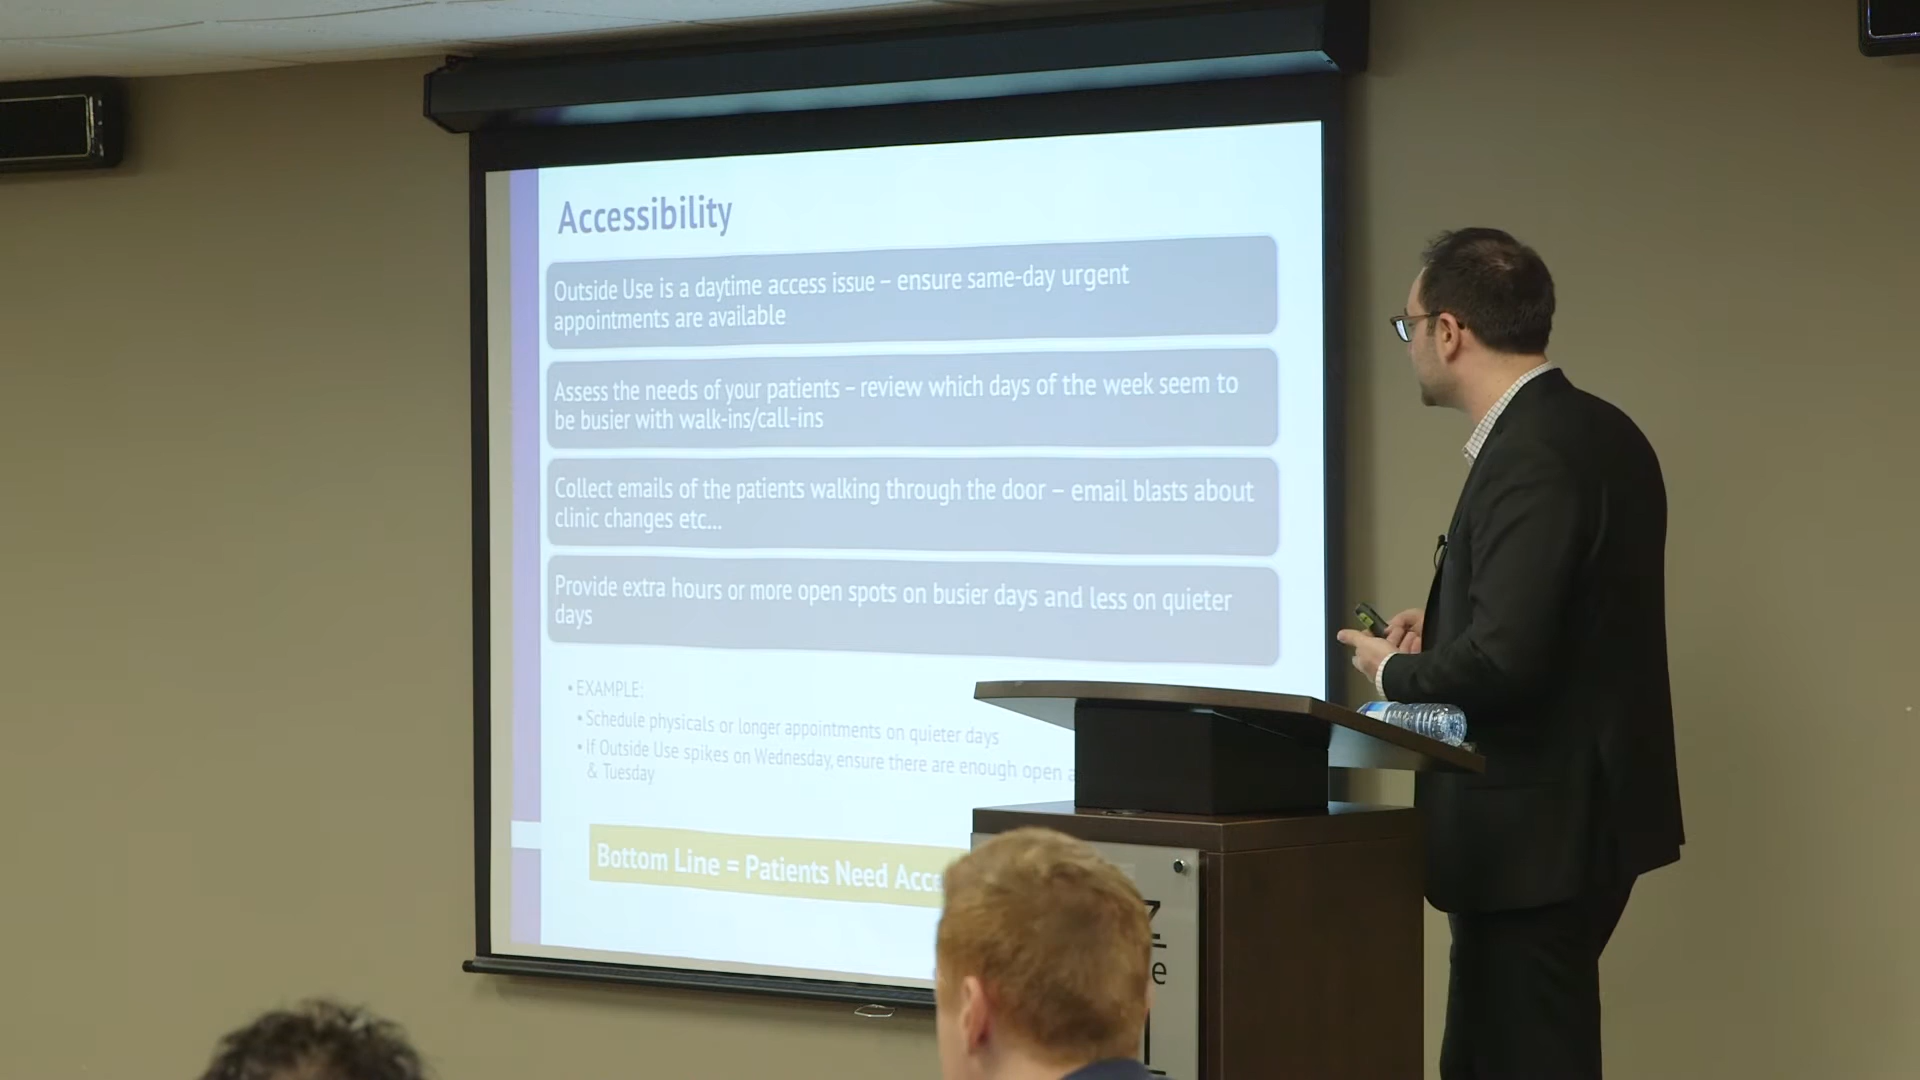 Accessibility
Outside Use is a daytime access issue – ensure same-day urgent
appointments are available
Assess the needs of your patients – review which days of the week seem to
be busier with walk-ins/call-ins
Collect emails of the patients walking through the door – email blasts about
clinic changes etc...
Provide extra hours or more open spots on busier days and less on quieter
days
• EXAMPLE:
• Schedule physicals or longer appointments on quieter days
• If Outside Use spikes on Wednesday, ensure there are enough open
& Tuesday
Bottom Line = Patients Need